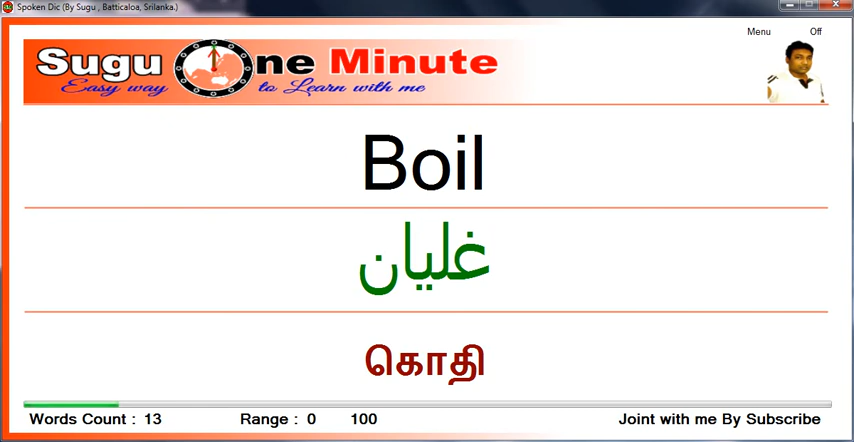 Spoken Dic (By Sugu , Batticaloa, Srilanka.)
Menu Off
Sugu One Minute
Easy way to Learn with me
Boil
غليان
கொதி
Words Count : 13 Range : 0 100 Joint with me By Subscribe